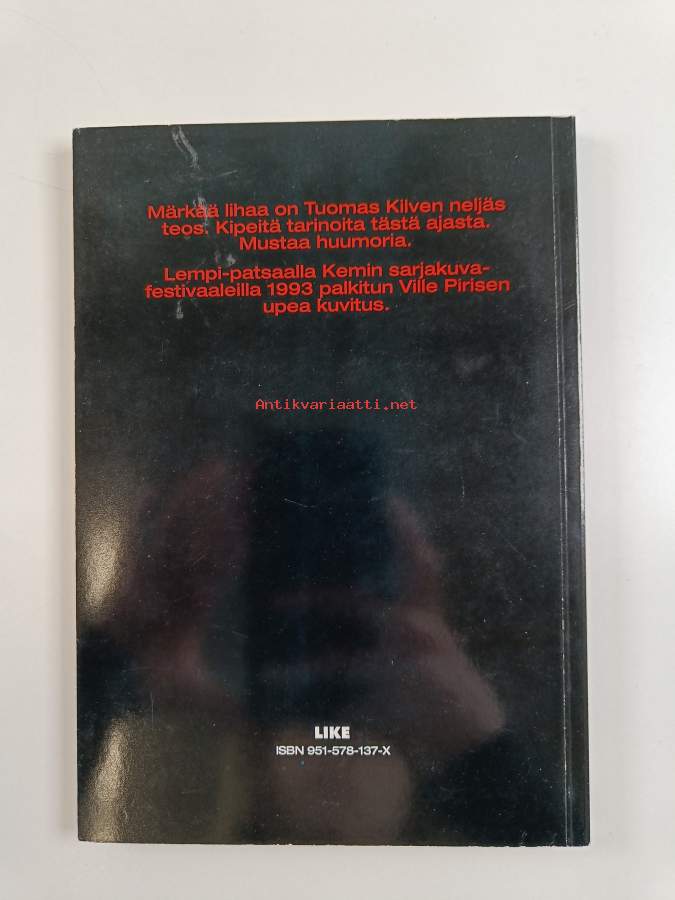 Märkää lihaa on Tuomas Kilven neljäs
teos. Kipeitä tarinoita tästä ajasta.
Mustaa huumoria.
Lempi-patsaalla Kemin sarjakuva-
festivaaleilla 1993 palkitun Ville Pirisen
upea kuvitus.
Antikvariaatti.net
LIKE
ISBN 951-578-137-X